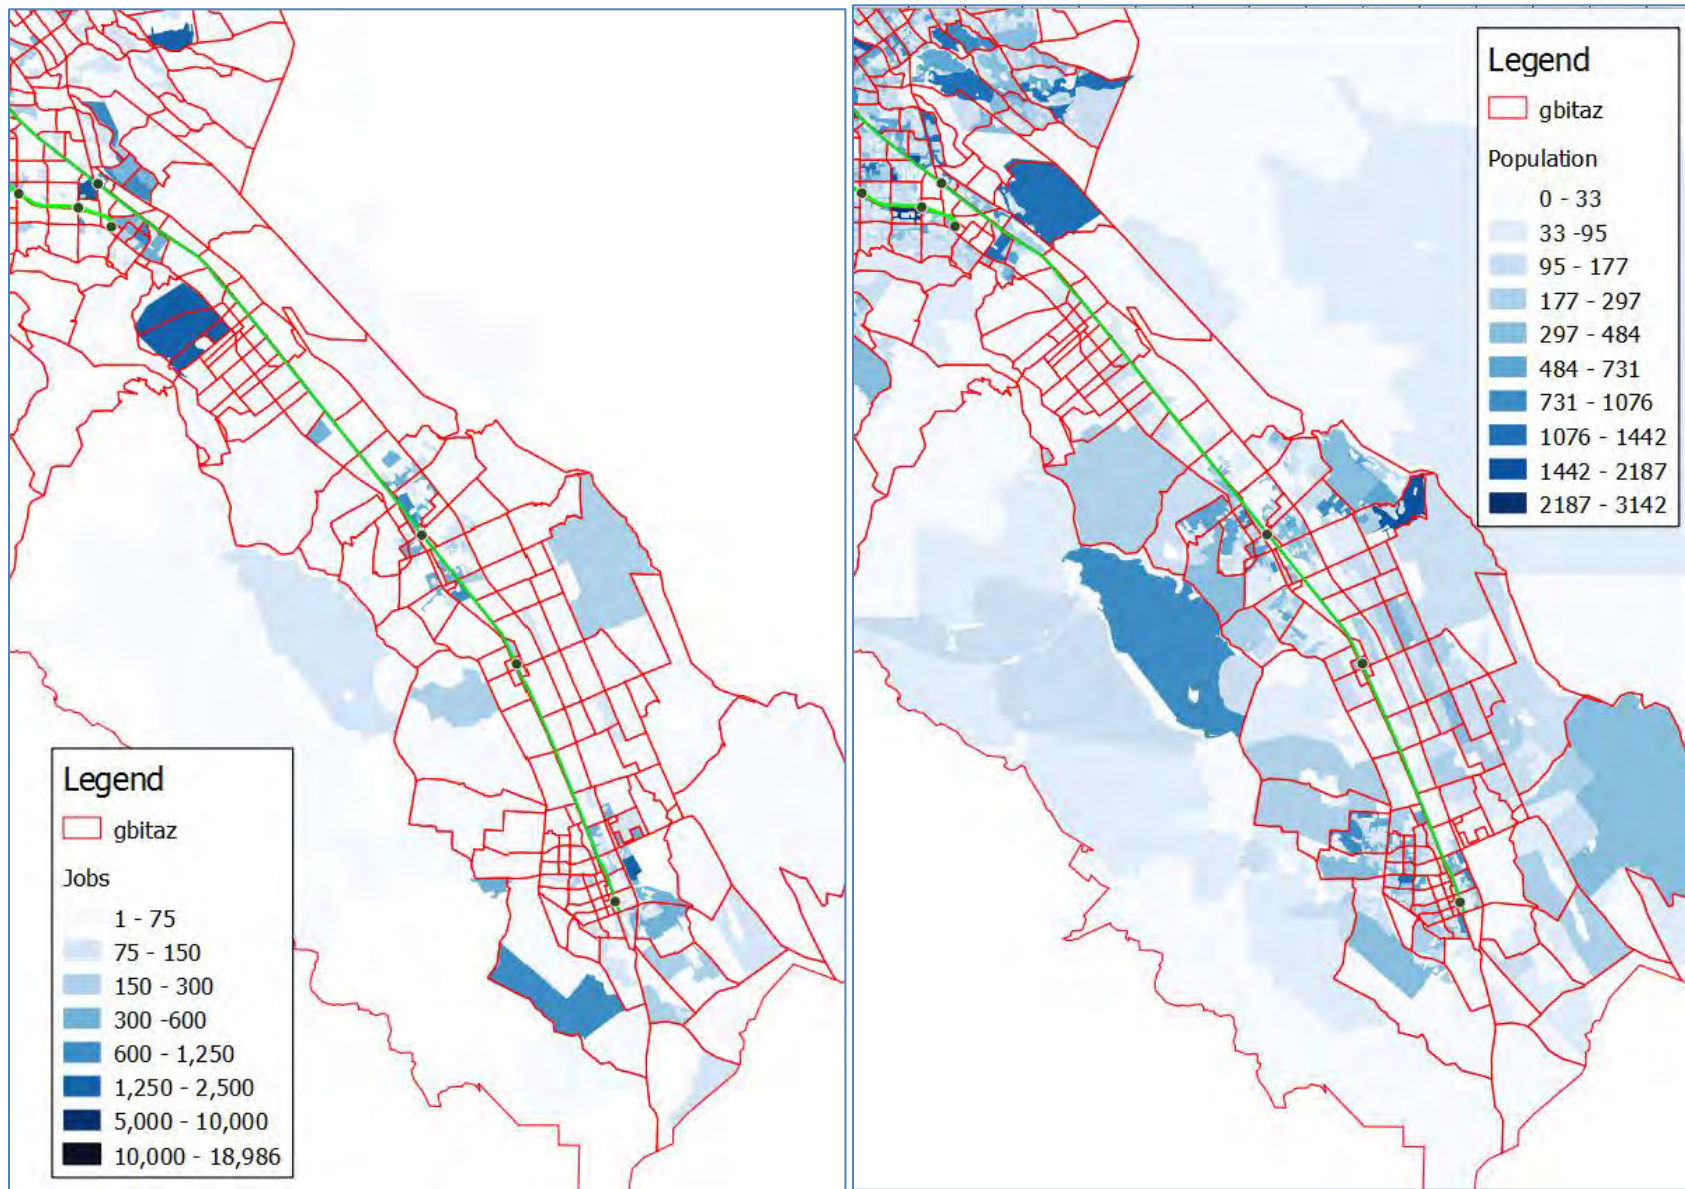 Legend
gbitaz
Jobs
1 - 75
75 - 150
150 - 300
300 -600
600 - 1,250
1,250 - 2,500
5,000 - 10,000
10,000 - 18,986
Legend
gbitaz
Population
0 - 33
33 -95
95 - 177
177 - 297
297 - 484
484 - 731
731 - 1076
1076 - 1442
1442 - 2187
2187 - 3142